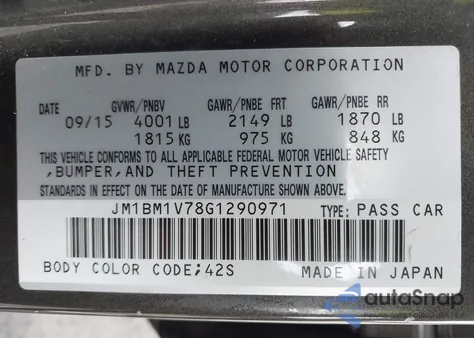 MFD. BY MAZDA MOTOR CORPORATION
DATE GVWR/PNBV GAWR/PNBE FRT GAWR/PNBE RR
09/15 4001 LB 2149 LB 1870 LB
1815 KG 975 KG 848 KG
THIS VEHICLE CONFORMS TO ALL APPLICABLE FEDERAL MOTOR VEHICLE SAFETY
,BUMPER,AND THEFT PREVENTION
STANDARDS IN EFFECT ON THE DATE OF MANUFACTURE SHOWN ABOVE.
JM1BM1V78G1290971 TYPE: PASS CAR
BODY COLOR CODE;42S MADE IN JAPAN
autoSnap